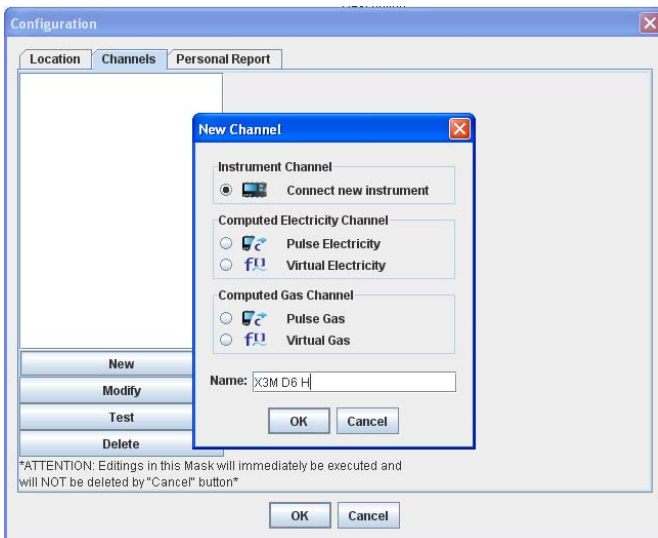 Configuration
Location Channels Personal Report
New Channel
Instrument Channel
Connect new instrument
Computed Electricity Channel
Pulse Electricity
Virtual Electricity
Computed Gas Channel
Pulse Gas
Virtual Gas
Name: X3M D6 H
OK Cancel
New
Modify
Test
Delete
*ATTENTION: Editings in this Mask will immediately be executed and
will NOT be deleted by "Cancel" button*
OK Cancel